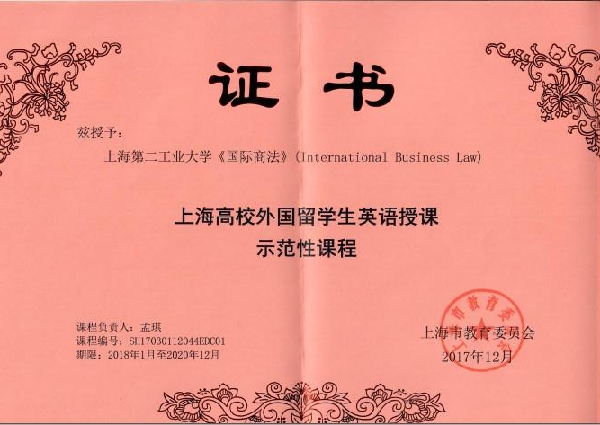 证书
兹授予：
上海第二工业大学《国际商法》(International Business Law)
上海高校外国留学生英语授课
示范性课程
课程负责人：孟琪
课程编号：
期限：2018年1月至2020年12月
上海市教育委员会
2017年12月